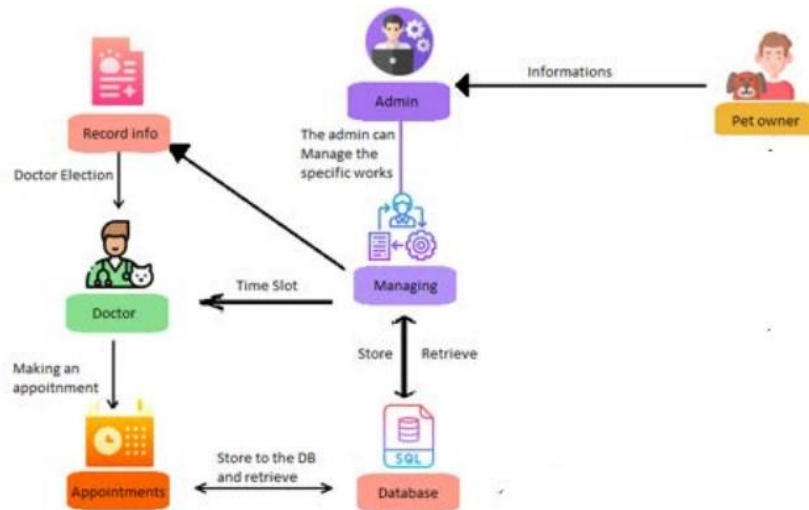 Informations
Admin
Pet owner
Record info
The admin can
Manage the
specific works
Doctor Election
Managing
Time Slot
Doctor
Store
Retrieve
Making an
appoitnment
Store to the DB
and retrieve
SQL
Appointments
Database